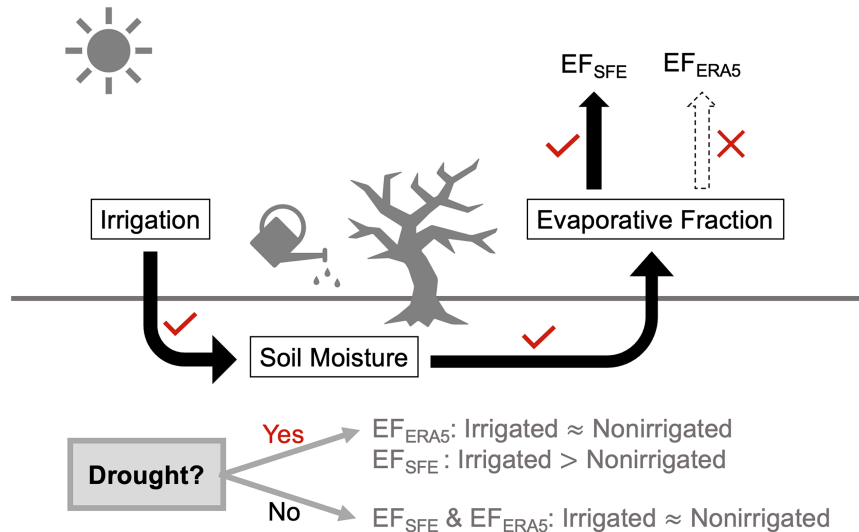 EF_SFE
EF_ERA5
Irrigation
Evaporative Fraction
Soil Moisture
Drought?
Yes
EF_ERA5: Irrigated ≈ Nonirrigated
EF_SFE : Irrigated > Nonirrigated
No
EF_SFE & EF_ERA5: Irrigated ≈ Nonirrigated